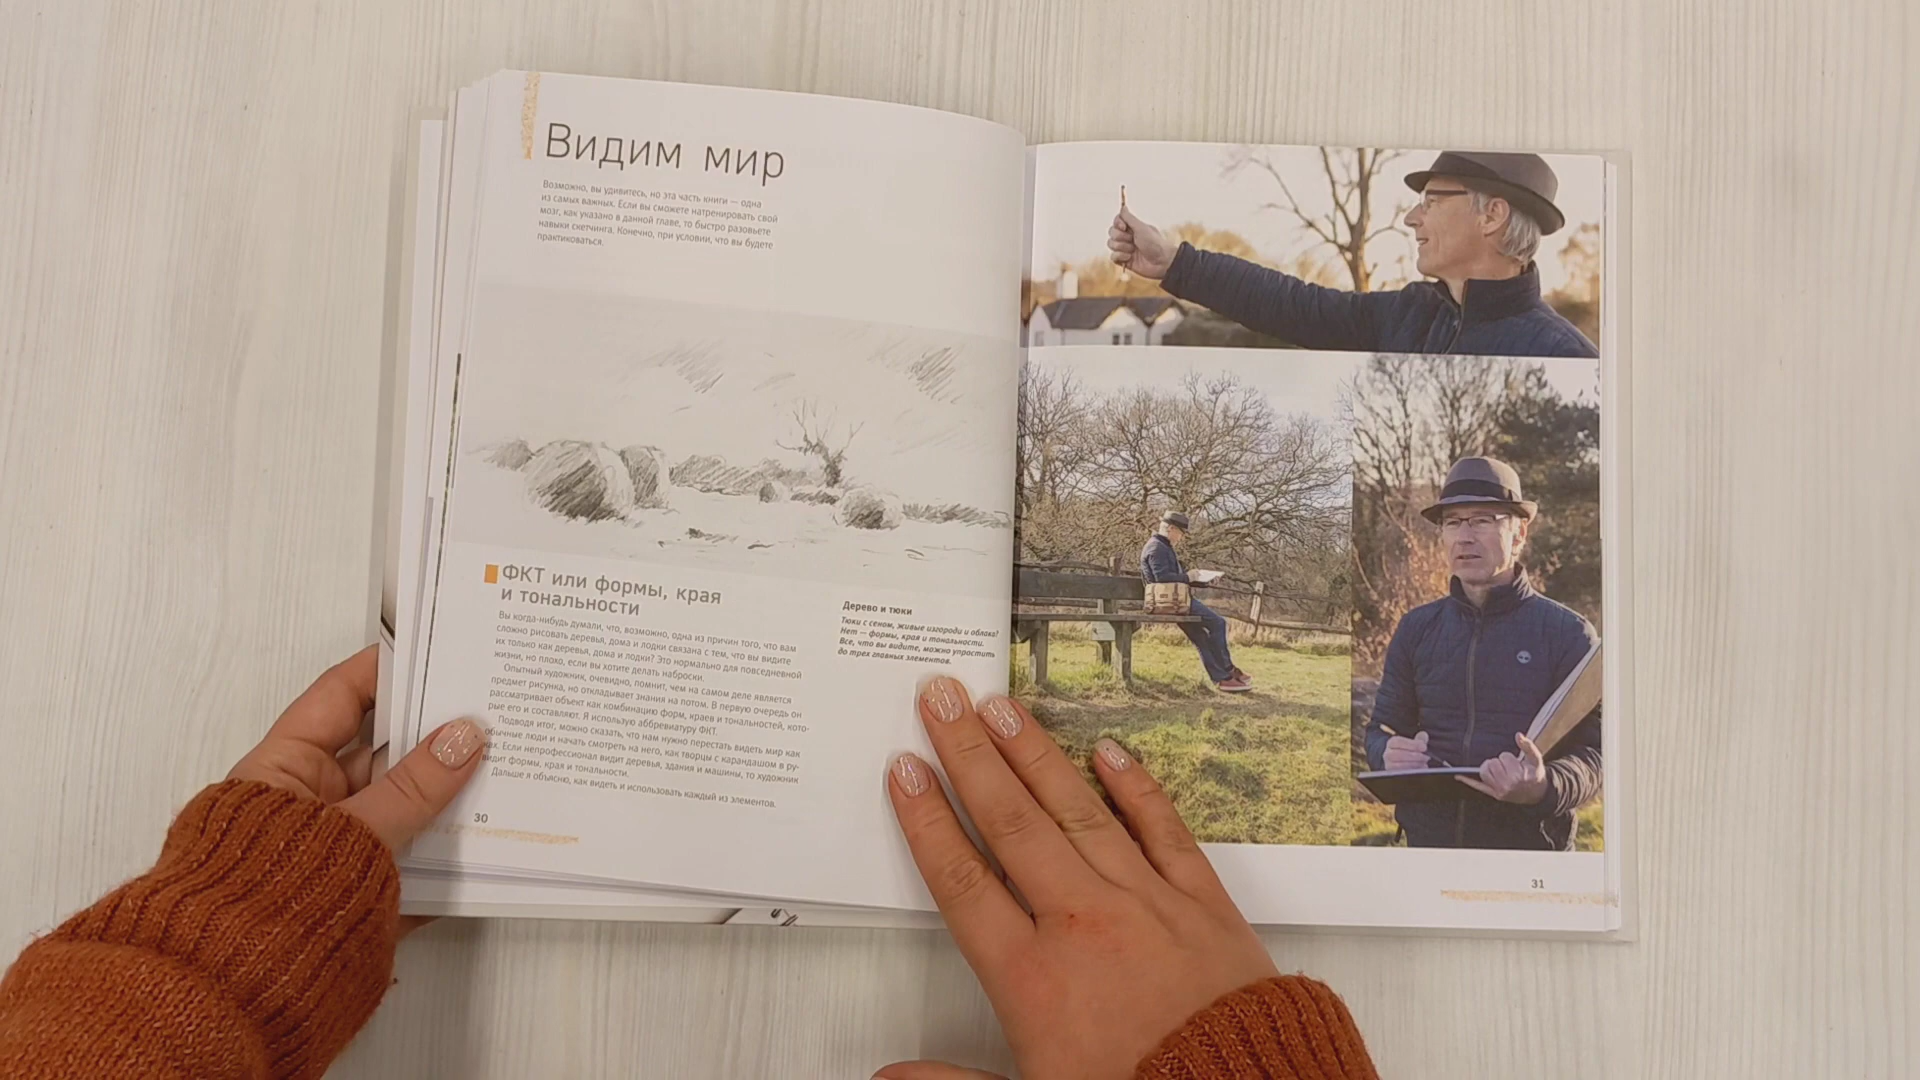 Видим мир
Возможно, вы удивитесь, но эта часть книги — одна
из самых важных. Если вы сможете натренировать свой
мозг, как указано в данной главе, то быстро разовьете
навыки скетчинга. Конечно, при условии, что вы будете
практиковаться.
ФКТ или формы, края
и тональности
Вы когда-нибудь думали, что, возможно, одна из причин того, что вам
сложно рисовать деревья, дома и лодки связана с тем, что вы видите
их только как деревья, дома и лодки? Это нормально для повседневной
жизни, но плохо, если вы хотите делать наброски.
Опытный художник, очевидно, помнит, чем на самом деле является
предмет рисунка, но откладывает знания на потом. В первую очередь он
рассматривает объект как комбинацию форм, краев и тональностей, кото-
рые его и составляют. Я использую аббревиатуру ФКТ.
Подводя итог, можно сказать, что нам нужно перестать видеть мир как
обычные люди и начать смотреть на него, как творцы с карандашом в ру-
ках. Если непрофессионал видит деревья, здания и машины, то художник
видит формы, края и тональности.
Дальше я объясню, как видеть и использовать каждый из элементов.
Дерево и тюки
Тюки с сеном, живые изгороди и облака?
Нет — формы, края и тональности.
Все, что вы видите, можно упростить
до трех главных элементов.
30
31